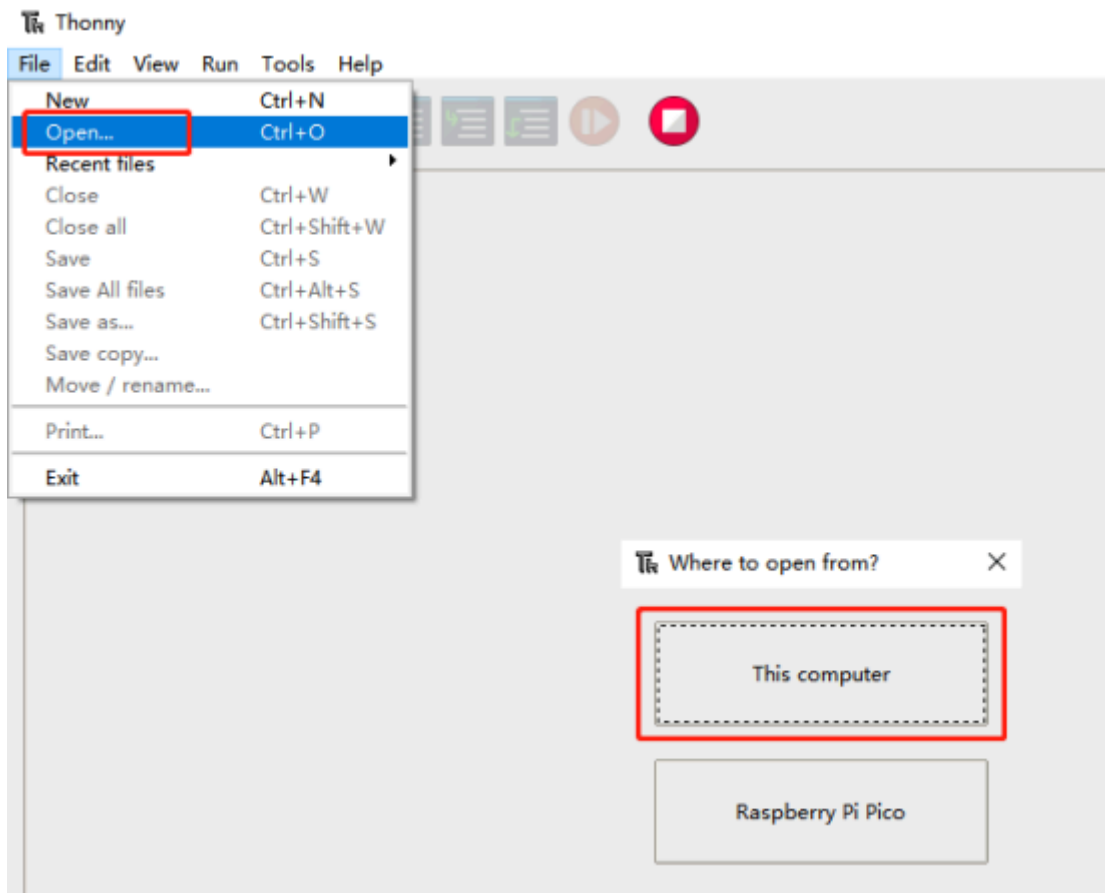 Thonny
File Edit View Run Tools Help
New Ctrl+N
Open... Ctrl+O
Recent files
Close Ctrl+W
Close all Ctrl+Shift+W
Save Ctrl+S
Save All files Ctrl+Alt+S
Save as... Ctrl+Shift+S
Save copy...
Move / rename...
Print... Ctrl+P
Exit Alt+F4
Where to open from?
This computer
Raspberry Pi Pico